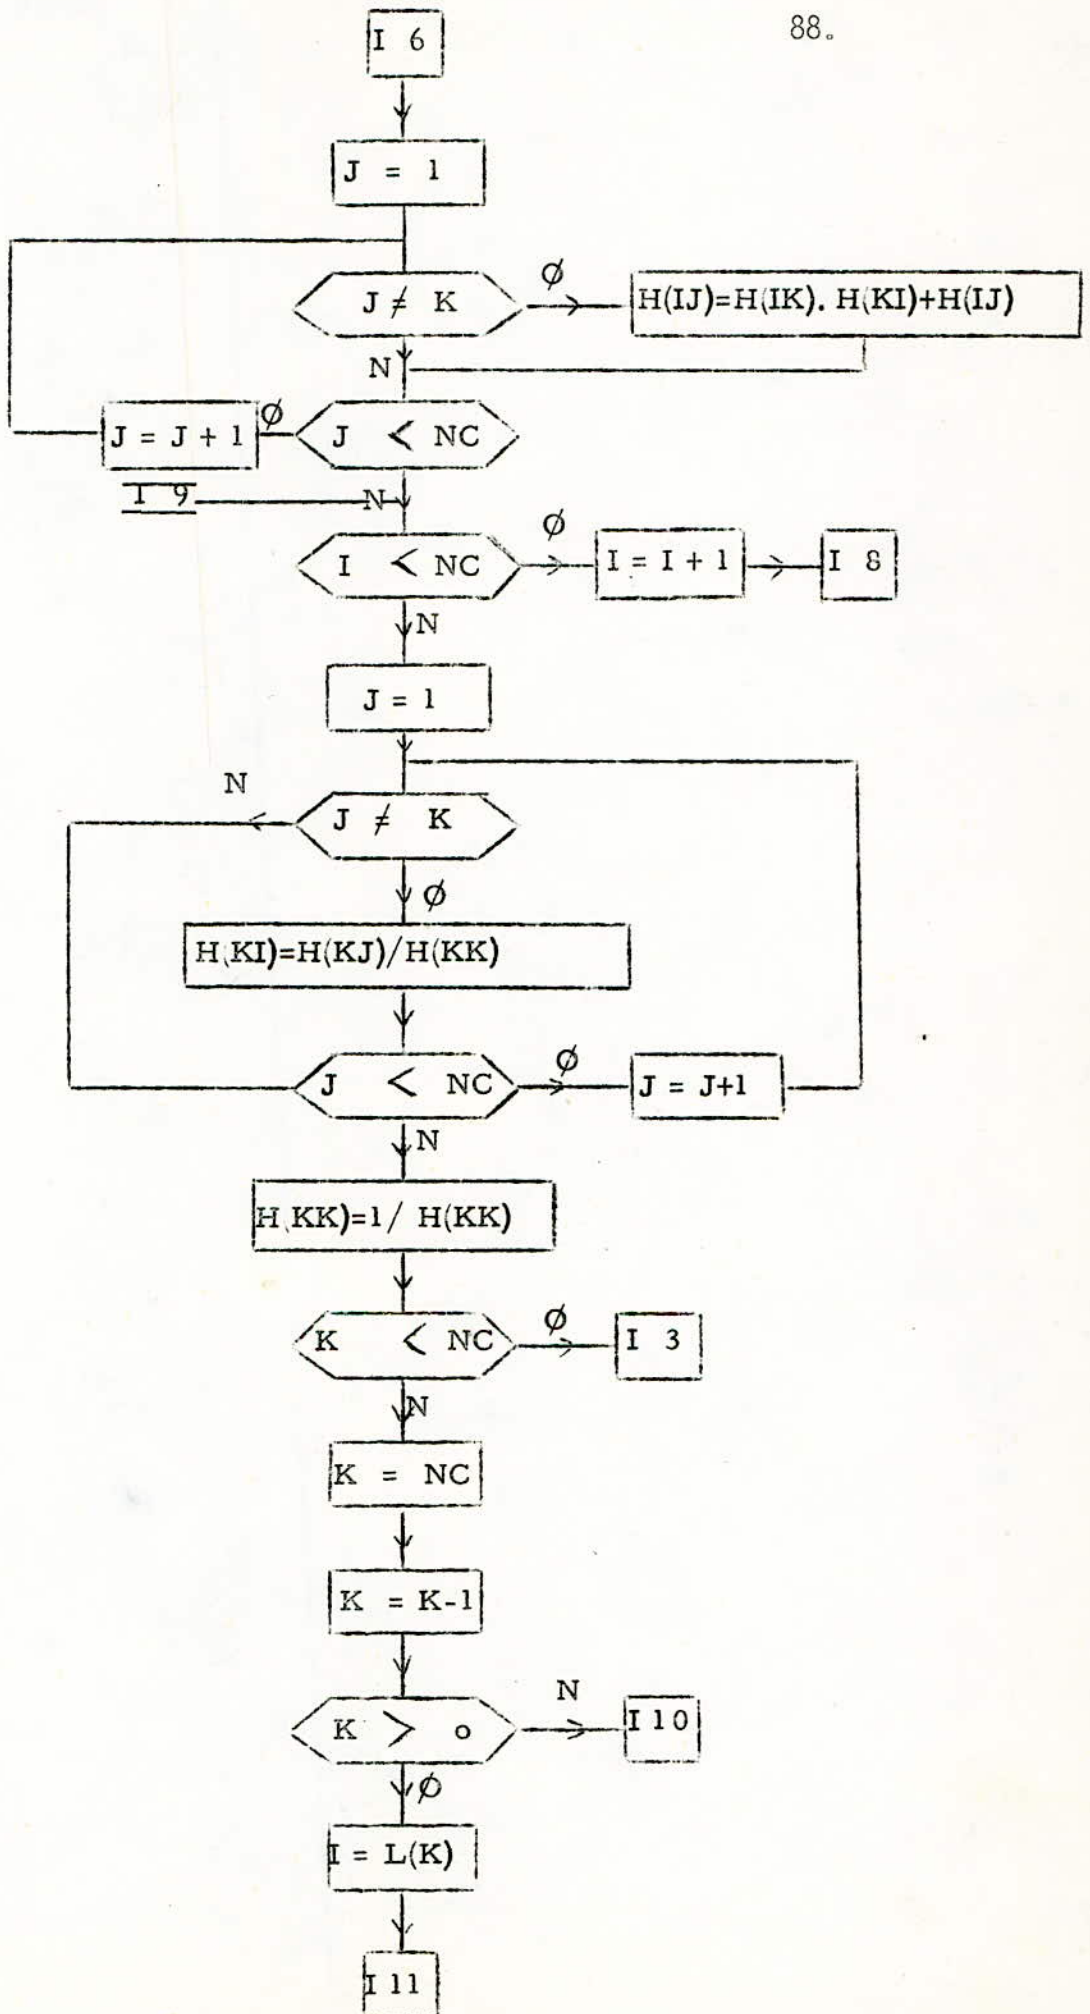 88.
I 6
J = 1
J ≠ K
Ø
H(IJ)=H(IK). H(KI)+H(IJ)
N
J = J + 1
Ø
J < NC
I 9
N
I < NC
Ø
I = I + 1
I 8
N
J = 1
N
J ≠ K
Ø
H(KI)=H(KJ)/H(KK)
J < NC
Ø
J = J+1
N
H(KK)=1/ H(KK)
K < NC
Ø
I 3
N
K = NC
K = K-1
K > o
N
I 10
Ø
I = L(K)
I 11